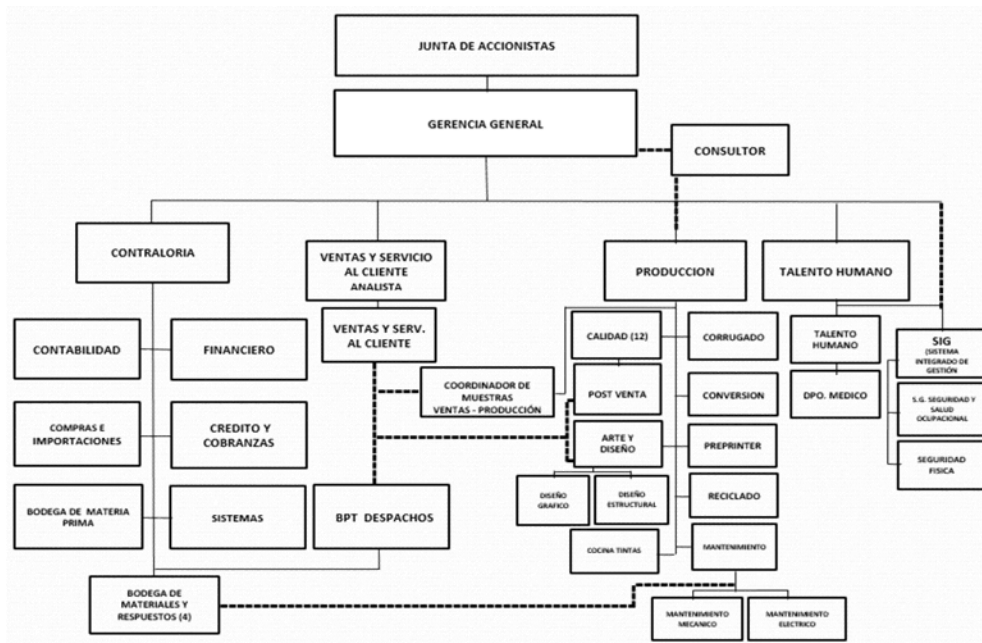 JUNTA DE ACCIONISTAS
GERENCIA GENERAL
CONSULTOR
CONTRALORIA
VENTAS Y SERVICIO
AL CLIENTE
ANALISTA
PRODUCCION
TALENTO HUMANO
CONTABILIDAD
FINANCIERO
VENTAS Y SERV.
AL CLIENTE
CALIDAD (12)
CORRUGADO
TALENTO
HUMANO
SIG
(SISTEMA
INTEGRADO DE
GESTIÓN
COORDINADOR DE
MUESTRAS
VENTAS - PRODUCCIÓN
POST VENTA
CONVERSION
DPO. MEDICO
S.G. SEGURIDAD Y
SALUD
OCUPACIONAL
COMPRAS E
IMPORTACIONES
CREDITO Y
COBRANZAS
ARTE Y
DISEÑO
PREPRINTER
SEGURIDAD
FISICA
BODEGA DE MATERIA
PRIMA
SISTEMAS
BPT DESPACHOS
DISEÑO
GRAFICO
DISEÑO
ESTRUCTURAL
RECICLADO
COCINA TINTAS
MANTENIMIENTO
BODEGA DE
MATERIALES Y
RESPUESTOS (4)
MANTENIMIENTO
MECANICO
MANTENIMIENTO
ELECTRICO